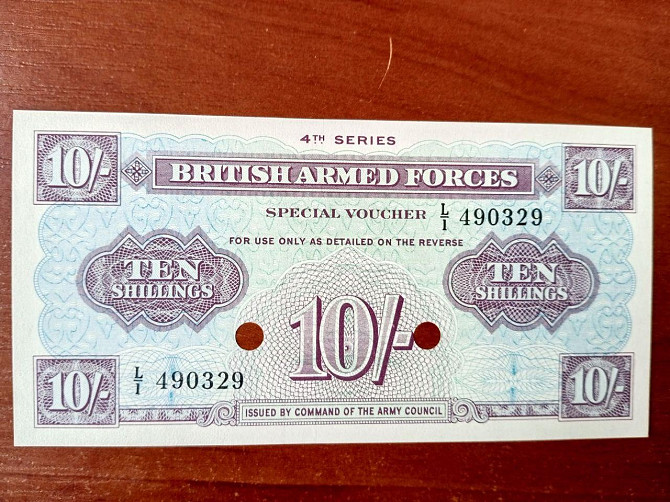 4TH SERIES
10/- BRITISH ARMED FORCES 10/-
SPECIAL VOUCHER L/1 490329
FOR USE ONLY AS DETAILED ON THE REVERSE
TEN SHILLINGS
TEN SHILLINGS
10/-
L/1 490329
10/- ISSUED BY COMMAND OF THE ARMY COUNCIL 10/-